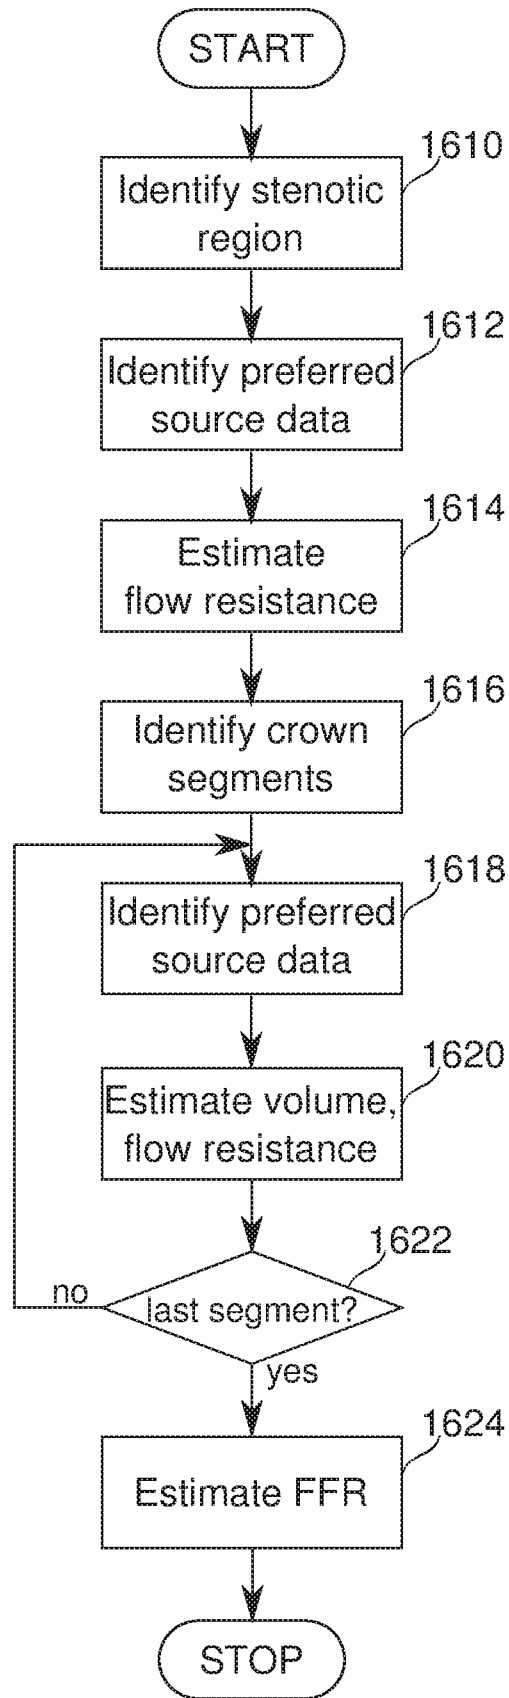 START
1610
Identify stenotic
region
1612
Identify preferred
source data
1614
Estimate
flow resistance
1616
Identify crown
segments
1618
Identify preferred
source data
1620
Estimate volume,
flow resistance
1622
last segment?
no
yes
1624
Estimate FFR
STOP